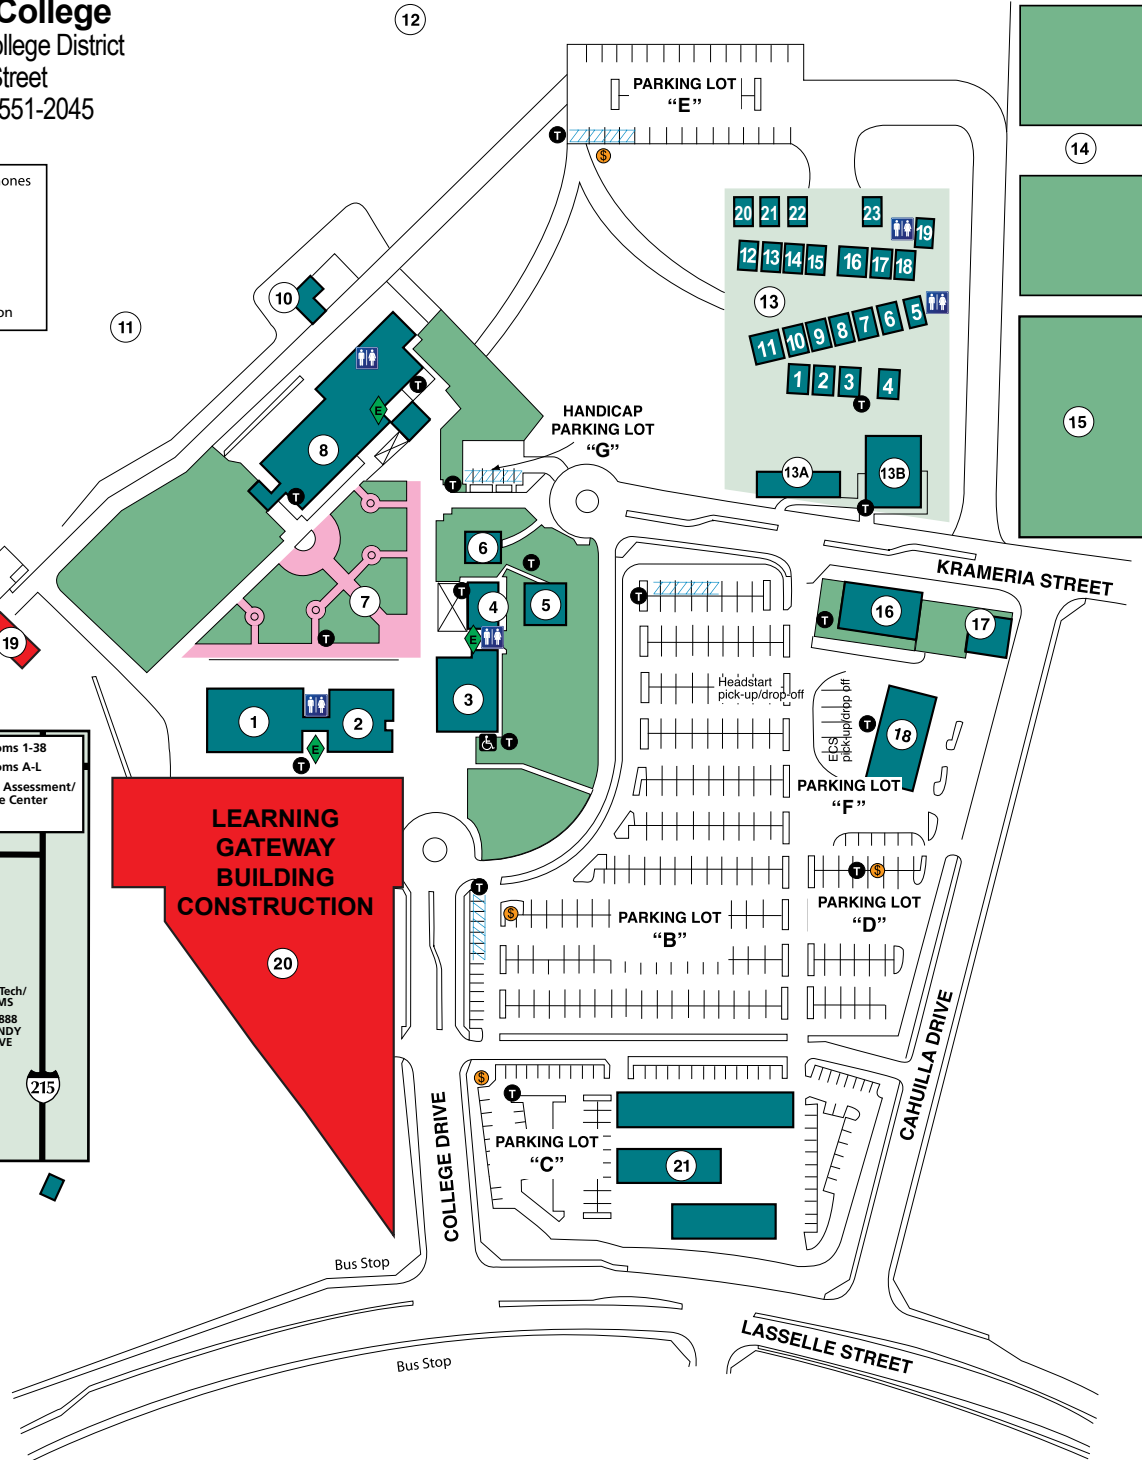 College
ollege District
Street
551-2045
ones
on
12
PARKING LOT
“E”
T
$
14
20 21 22 23
19
12 13 14 15 16 17 18
13
11 10 9 8 7 6 5
1 2 3 4
T
10
11
8
E
T
T
HANDICAP
PARKING LOT
“G”
T
15
13A
13B
T
KRAMERIA STREET
6
T
T
4
5
E
7
T
3
T
T
16
17
T
19
1
2
E
T
Headstart
pick-up/drop-off
ECS
pick-up/drop off
T
18
PARKING LOT
“F”
oms 1-38
oms A-L
Assessment/
e Center
LEARNING
GATEWAY
BUILDING
CONSTRUCTION
20
T
$
T
$
PARKING LOT
“B”
PARKING LOT
“D”
Tech/
MS
888
NDY
VE
215
CAHUILLA DRIVE
COLLEGE DRIVE
$
T
PARKING LOT
“C”
21
Bus Stop
Bus Stop
LASSELLE STREET